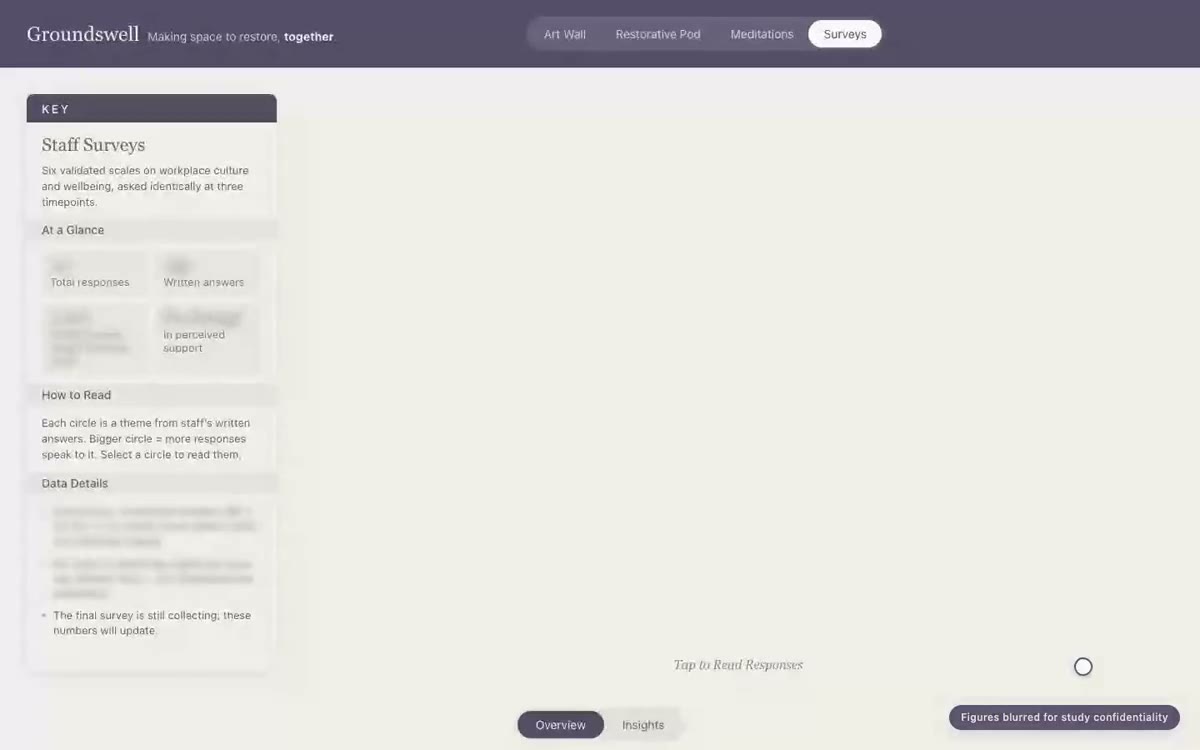 Groundswell Making space to restore, together.
Art Wall Restorative Pod Meditations Surveys
KEY
Staff Surveys
Six validated scales on workplace culture
and wellbeing, asked identically at three
timepoints.
At a Glance
Total responses Written answers
In perceived
support
How to Read
Each circle is a theme from staff's written
answers. Bigger circle = more responses
speak to it. Select a circle to read them.
Data Details
• The final survey is still collecting; these
numbers will update.
Tap to Read Responses
Overview Insights
Figures blurred for study confidentiality